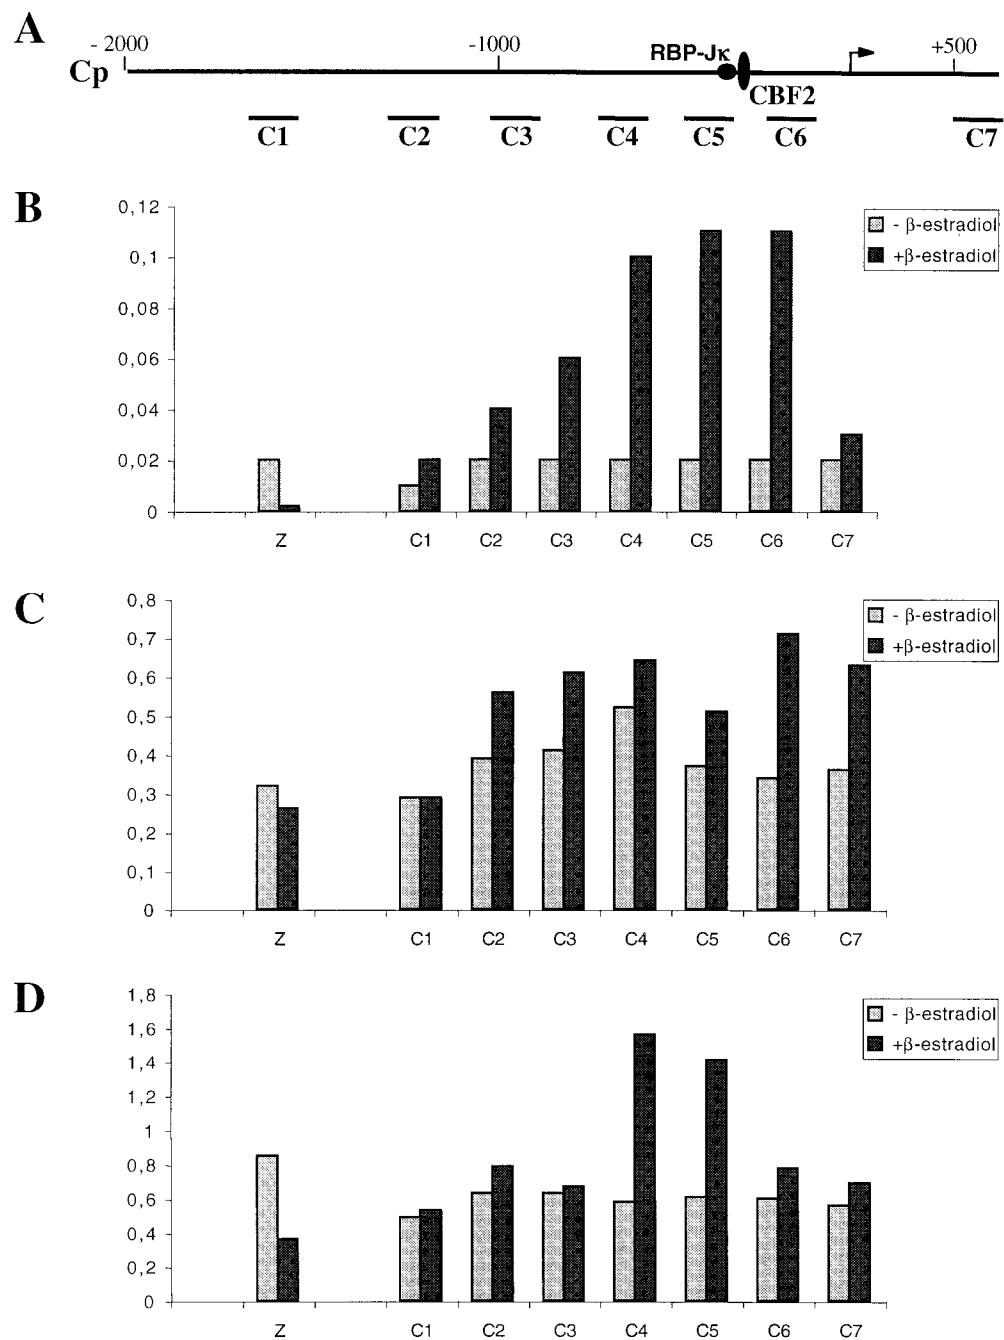 A
- 2000 -1000 RBP-Jκ +500
Cp
CBF2
C1 C2 C3 C4 C5 C6 C7
B
0,12
0,1
0,08
0,06
0,04
0,02
0
- β-estradiol
+β-estradiol
Z C1 C2 C3 C4 C5 C6 C7
C
0,8
0,7
0,6
0,5
0,4
0,3
0,2
0,1
0
- β-estradiol
+β-estradiol
Z C1 C2 C3 C4 C5 C6 C7
D
1,8
1,6
1,4
1,2
1
0,8
0,6
0,4
0,2
0
- β-estradiol
+β-estradiol
Z C1 C2 C3 C4 C5 C6 C7